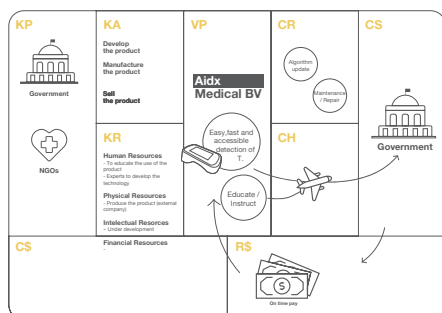 KP
Government
NGOs
KA
Develop
the product
Manufacture
the product
Sell
the product
KR
Human Resources
- To educate the use of the
product
- Experts to develop the
technology
Physical Resources
- Produce the product (external
company)
Intelectual Resorces
- Under development
Financial Resources
-
VP
Aidx
Medical BV
Easy,fast and
accessible
detection of
T.
Educate /
Instruct
CR
Algorithm
update
Maintenance
/ Repair
CH
CS
Government
C$
R$
$
On time pay